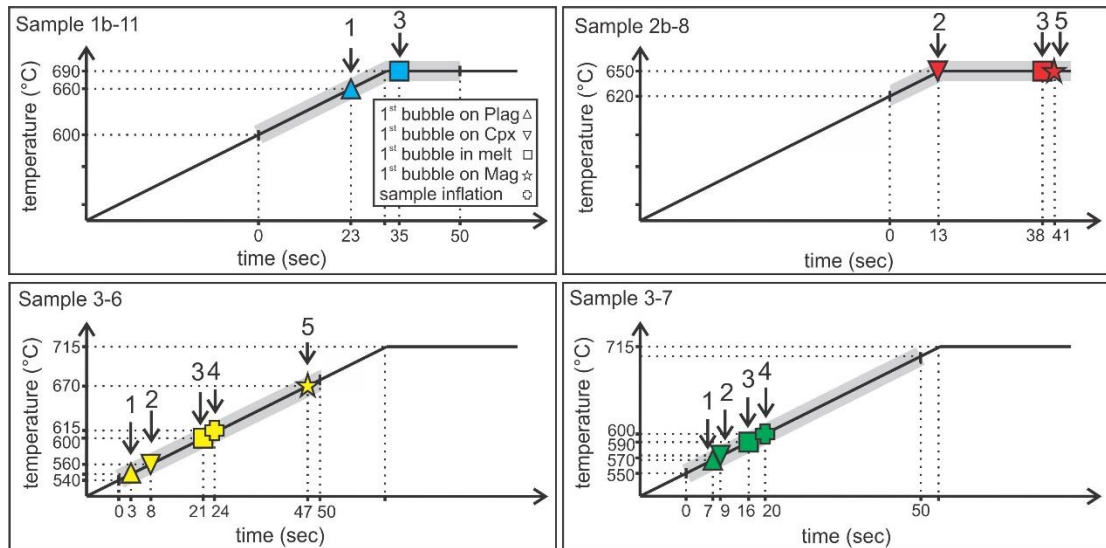 Sample 1b-11
1
3
temperature (°C)
690
660
600
1st bubble on Plag
1st bubble on Cpx
1st bubble in melt
1st bubble on Mag
sample inflation
0
23
35
50
time (sec)
Sample 2b-8
2
3 5
temperature (°C)
650
620
0
13
38
41
time (sec)
Sample 3-6
1
2
3
4
5
temperature (°C)
715
670
615
600
560
540
0
3
8
21
24
47
50
time (sec)
Sample 3-7
1
2
3
4
temperature (°C)
715
600
590
570
550
0
7
9
16
20
50
time (sec)